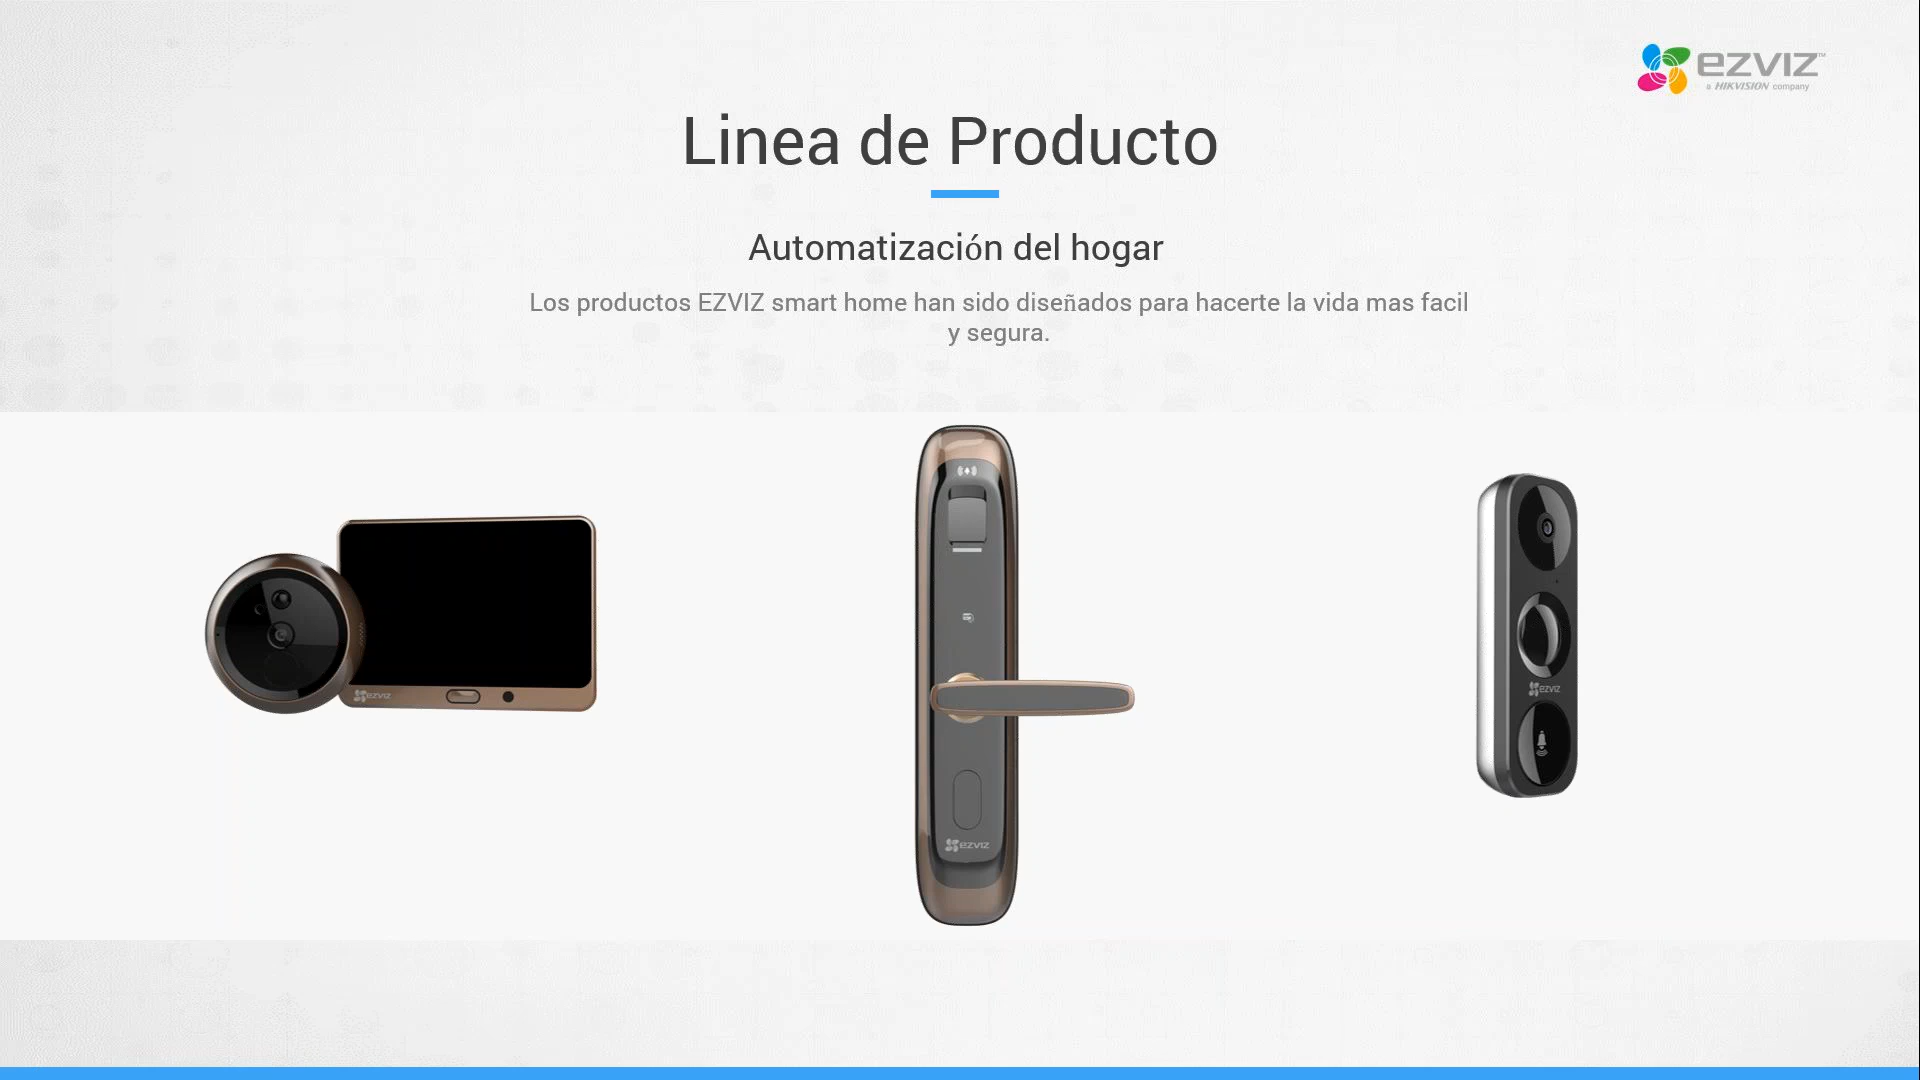 ezviz™
a HIKVISION company
Linea de Producto
Automatización del hogar
Los productos EZVIZ smart home han sido diseñados para hacerte la vida mas facil
y segura.
ezviz
ezviz
ezviz